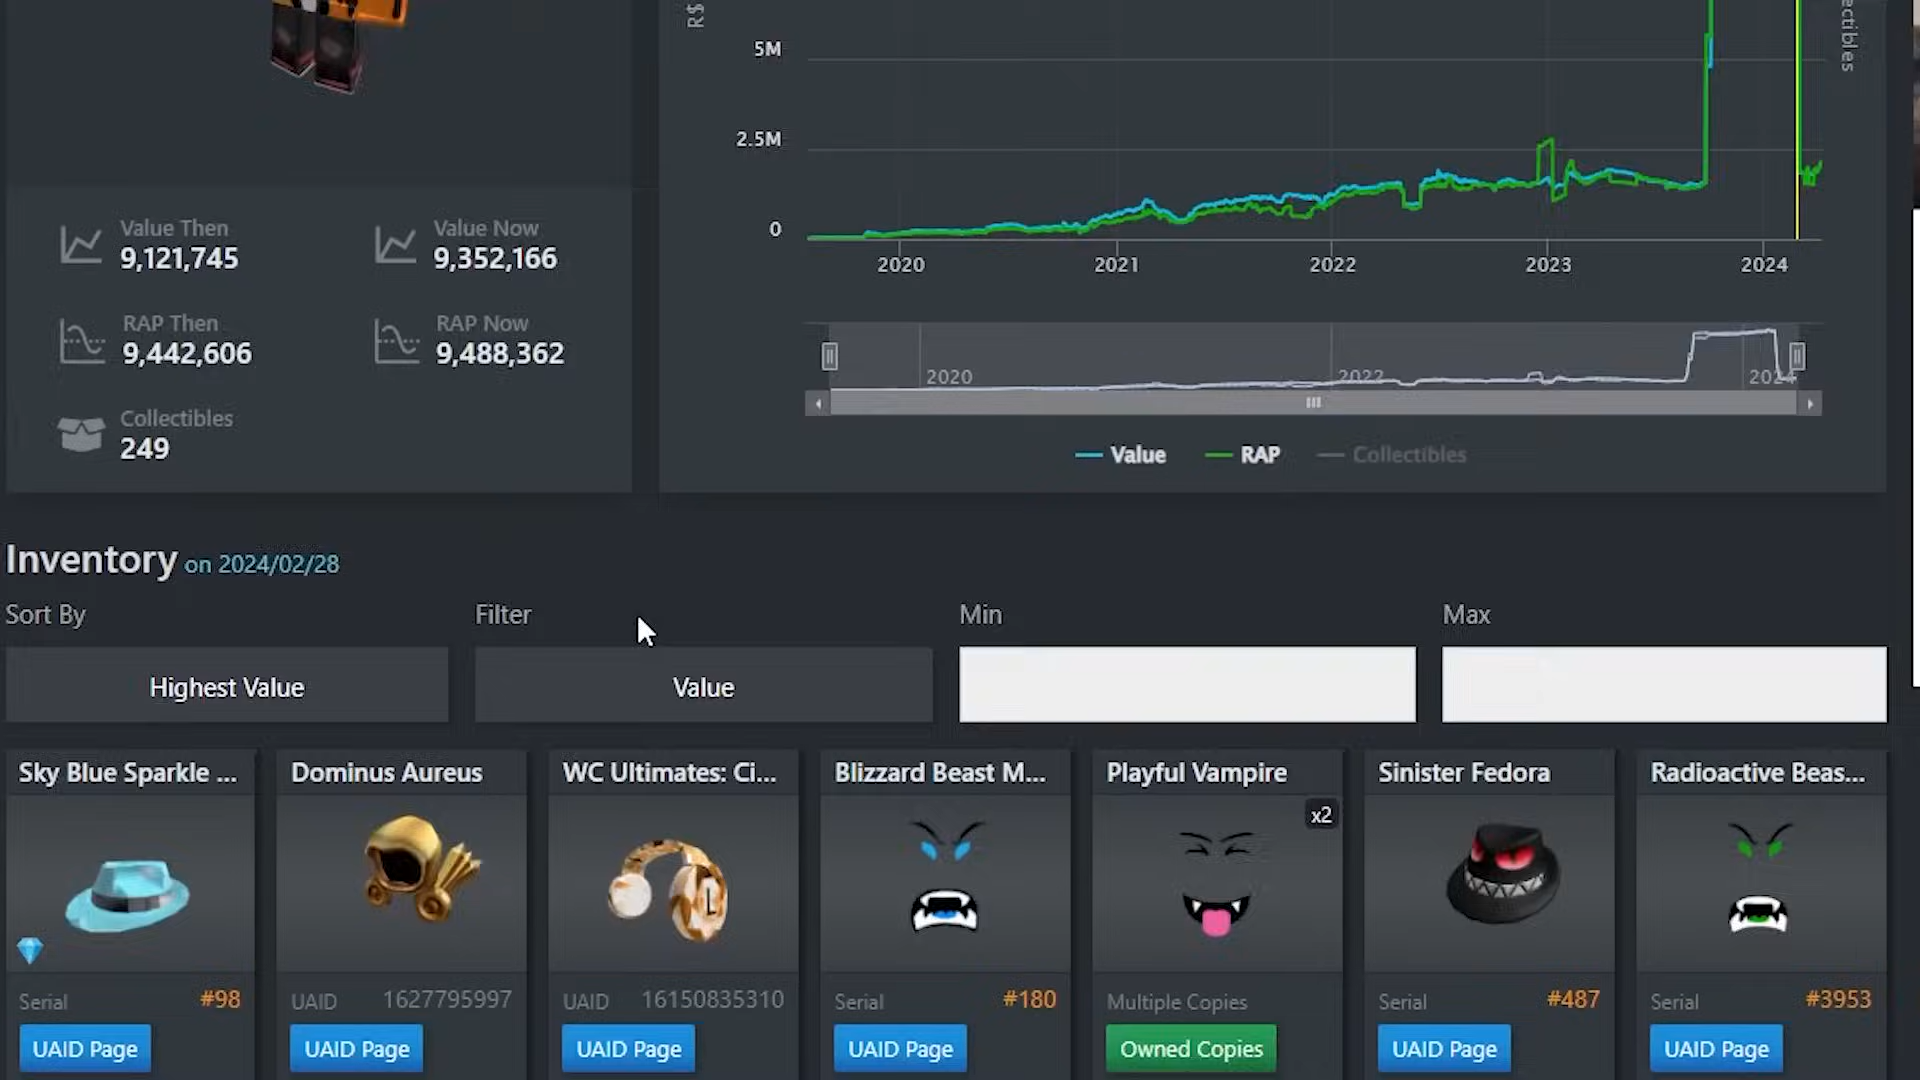 R$
5M
2.5M
0
2020 2021 2022 2023 2024
2020 2022 2024
Value RAP Collectibles
Value Then
9,121,745
Value Now
9,352,166
RAP Then
9,442,606
RAP Now
9,488,362
Collectibles
249
Inventory on 2024/02/28
Sort By Filter Min Max
Highest Value Value
Sky Blue Sparkle ... Dominus Aureus WC Ultimates: Ci... Blizzard Beast M... Playful Vampire Sinister Fedora Radioactive Beas...
x2
L
Serial #98 UAID 1627795997 UAID 16150835310 Serial #180 Multiple Copies Serial #487 Serial #3953
UAID Page UAID Page UAID Page UAID Page Owned Copies UAID Page UAID Page